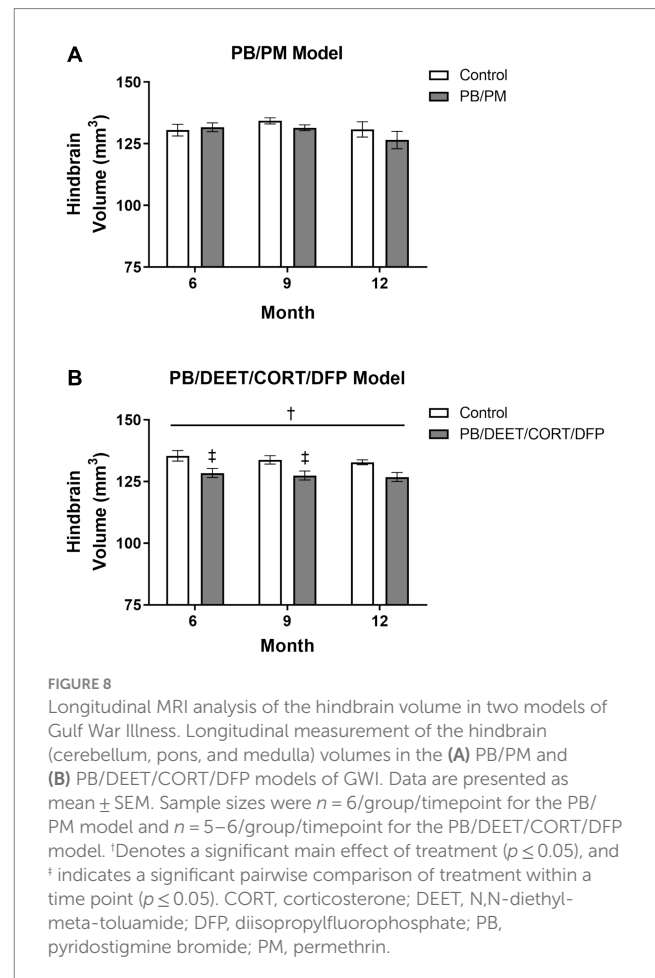 A
PB/PM Model
Control
PB/PM
Hindbrain
Volume (mm³)
150
125
100
75
6
9
12
Month
B
PB/DEET/CORT/DFP Model
Control
PB/DEET/CORT/DFP
†
‡
‡
Hindbrain
Volume (mm³)
150
125
100
75
6
9
12
Month
FIGURE 8
Longitudinal MRI analysis of the hindbrain volume in two models of
Gulf War Illness. Longitudinal measurement of the hindbrain
(cerebellum, pons, and medulla) volumes in the (A) PB/PM and
(B) PB/DEET/CORT/DFP models of GWI. Data are presented as
mean ± SEM. Sample sizes were n = 6/group/timepoint for the PB/
PM model and n = 5–6/group/timepoint for the PB/DEET/CORT/DFP
model. †Denotes a significant main effect of treatment (p ≤ 0.05), and
‡ indicates a significant pairwise comparison of treatment within a
time point (p ≤ 0.05). CORT, corticosterone; DEET, N,N-diethyl-
meta-toluamide; DFP, diisopropylfluorophosphate; PB,
pyridostigmine bromide; PM, permethrin.